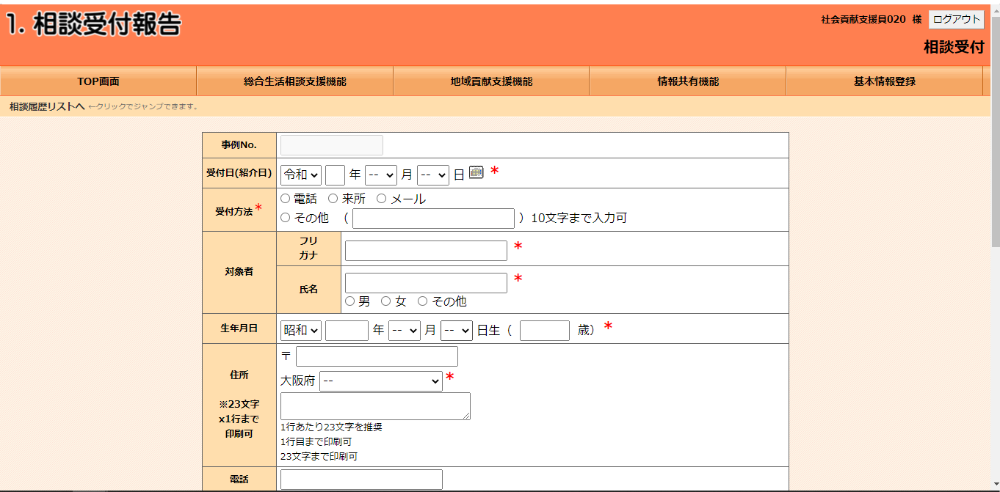 1. 相談受付報告
社会貢献支援員020 様 ログアウト
相談受付
TOP画面 総合生活相談支援機能 地域貢献支援機能 情報共有機能 基本情報登録
相談履歴リストへ ←クリックでジャンプできます。
事例No.
受付日(紹介日) 令和 年 -- 月 -- 日 *
受付方法* 電話 来所 メール
その他 （ ）10文字まで入力可
対象者
フリ
ガナ *
氏名 *
男 女 その他
生年月日 昭和 年 -- 月 -- 日生（ 歳） *
〒
住所
大阪府 -- *
※23文字
x1行まで
印刷可
1行あたり23文字を推奨
1行目まで印刷可
23文字まで印刷可
電話